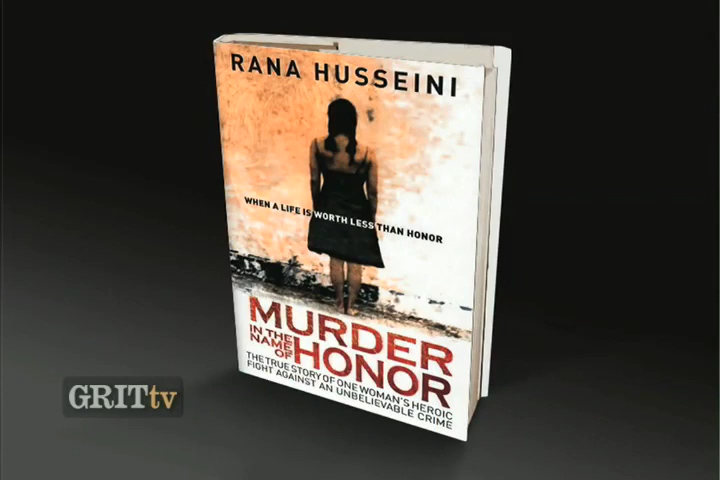 RANA HUSSEINI
WHEN A LIFE IS WORTH LESS THAN HONOR
MURDER
IN THE
NAME
OF
HONOR
THE TRUE STORY OF ONE WOMAN'S HEROIC
FIGHT AGAINST AN UNBELIEVABLE CRIME
GRITtv